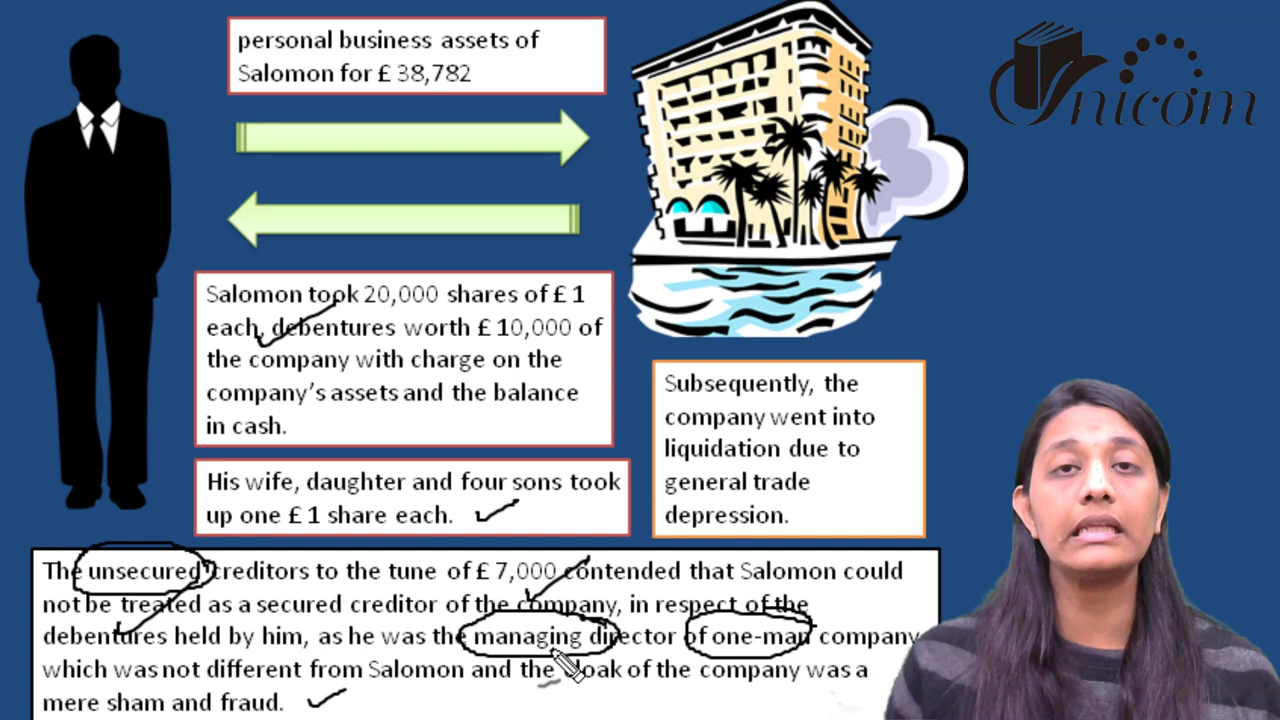 personal business assets of
Salomon for £ 38,782
Unicom
Salomon took 20,000 shares of £ 1
each, debentures worth £ 10,000 of
the company with charge on the
company's assets and the balance
in cash.
His wife, daughter and four sons took
up one £ 1 share each.
Subsequently, the
company went into
liquidation due to
general trade
depression.
The unsecured creditors to the tune of £ 7,000 contended that Salomon could
not be treated as a secured creditor of the company, in respect of the
debentures held by him, as he was the managing director of one-man company
which was not different from Salomon and the cloak of the company was a
mere sham and fraud.